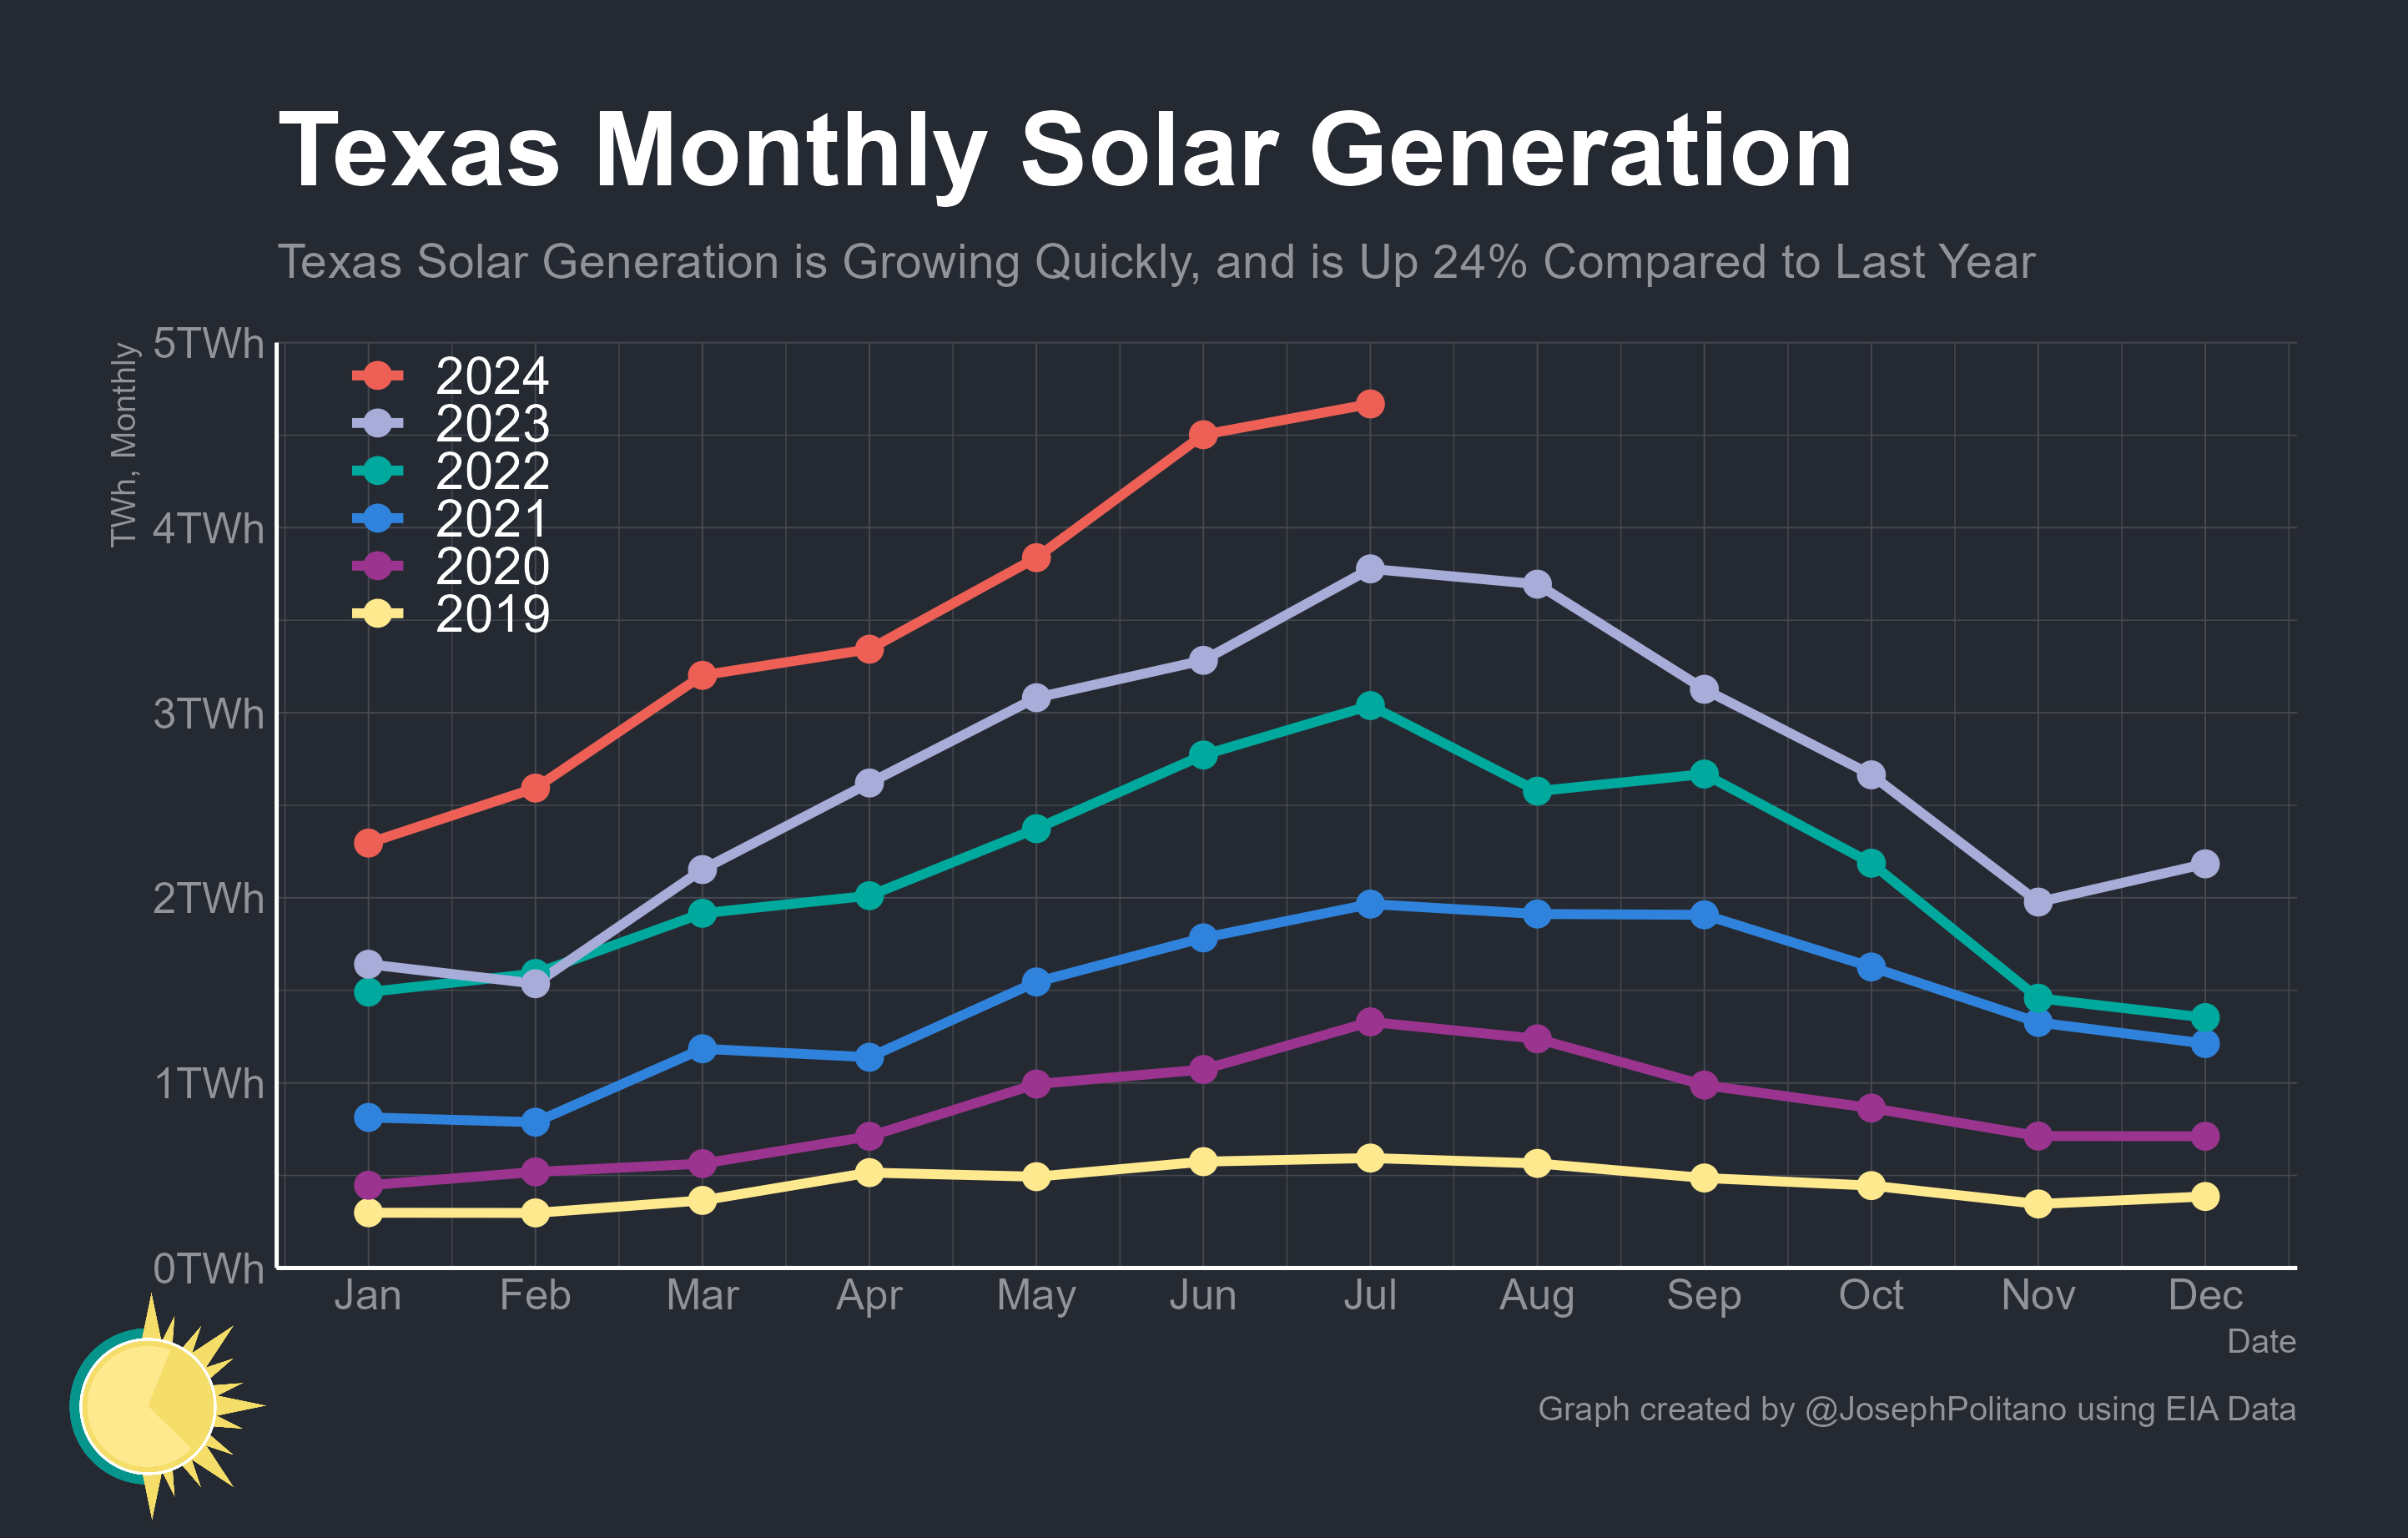 Texas Monthly Solar Generation
Texas Solar Generation is Growing Quickly, and is Up 24% Compared to Last Year
TWh, Monthly
5TWh
4TWh
3TWh
2TWh
1TWh
0TWh
2024
2023
2022
2021
2020
2019
Jan Feb Mar Apr May Jun Jul Aug Sep Oct Nov Dec
Date
Graph created by @JosephPolitano using EIA Data